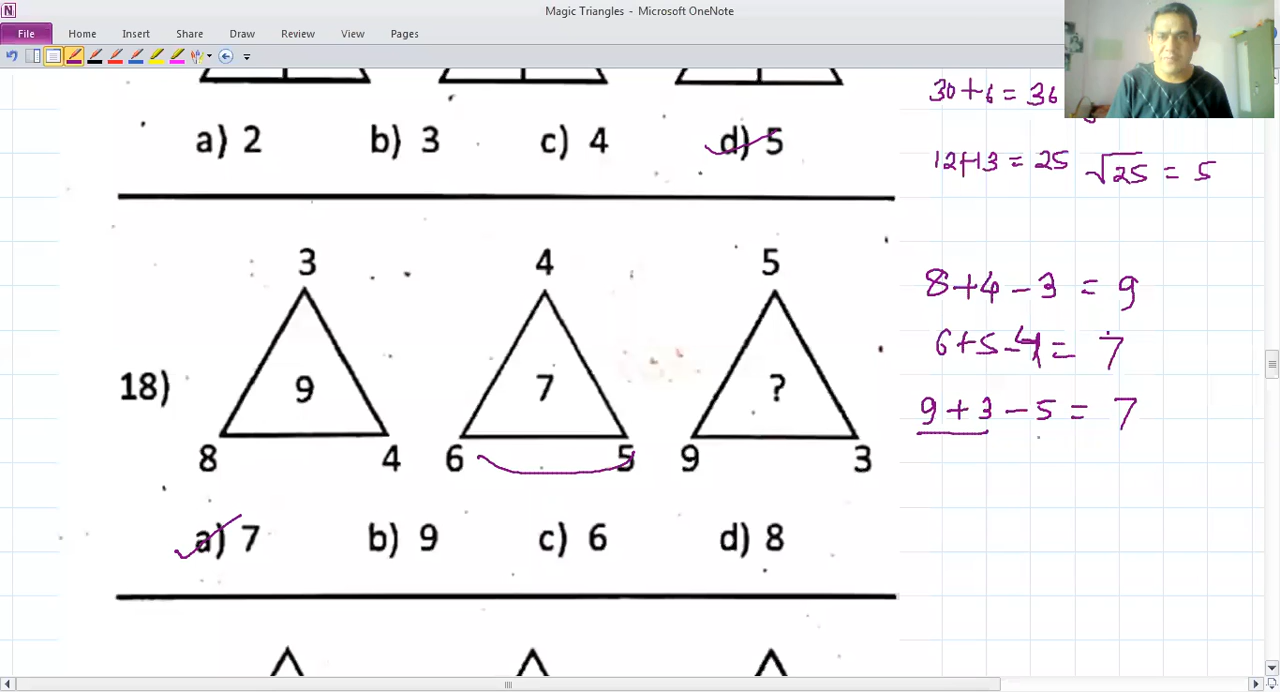 Magic Triangles - Microsoft OneNote
File Home Insert Share Draw Review View Pages
a) 2 b) 3 c) 4 d) 5
30+6 = 36
12+13 = 25 √25 = 5
18)
3
9
8 4
4
7
6 5
5
?
9 3
8+4-3 = 9
6+5-4 = 7
9+3-5 = 7
a) 7 b) 9 c) 6 d) 8